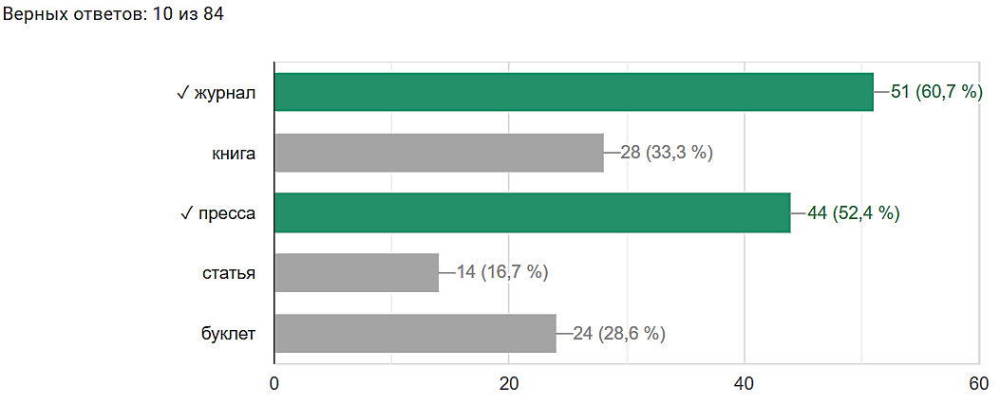 Верных ответов: 10 из 84
✓ журнал 51 (60,7 %)
книга 28 (33,3 %)
✓ пресса 44 (52,4 %)
статья 14 (16,7 %)
буклет 24 (28,6 %)
0 20 40 60